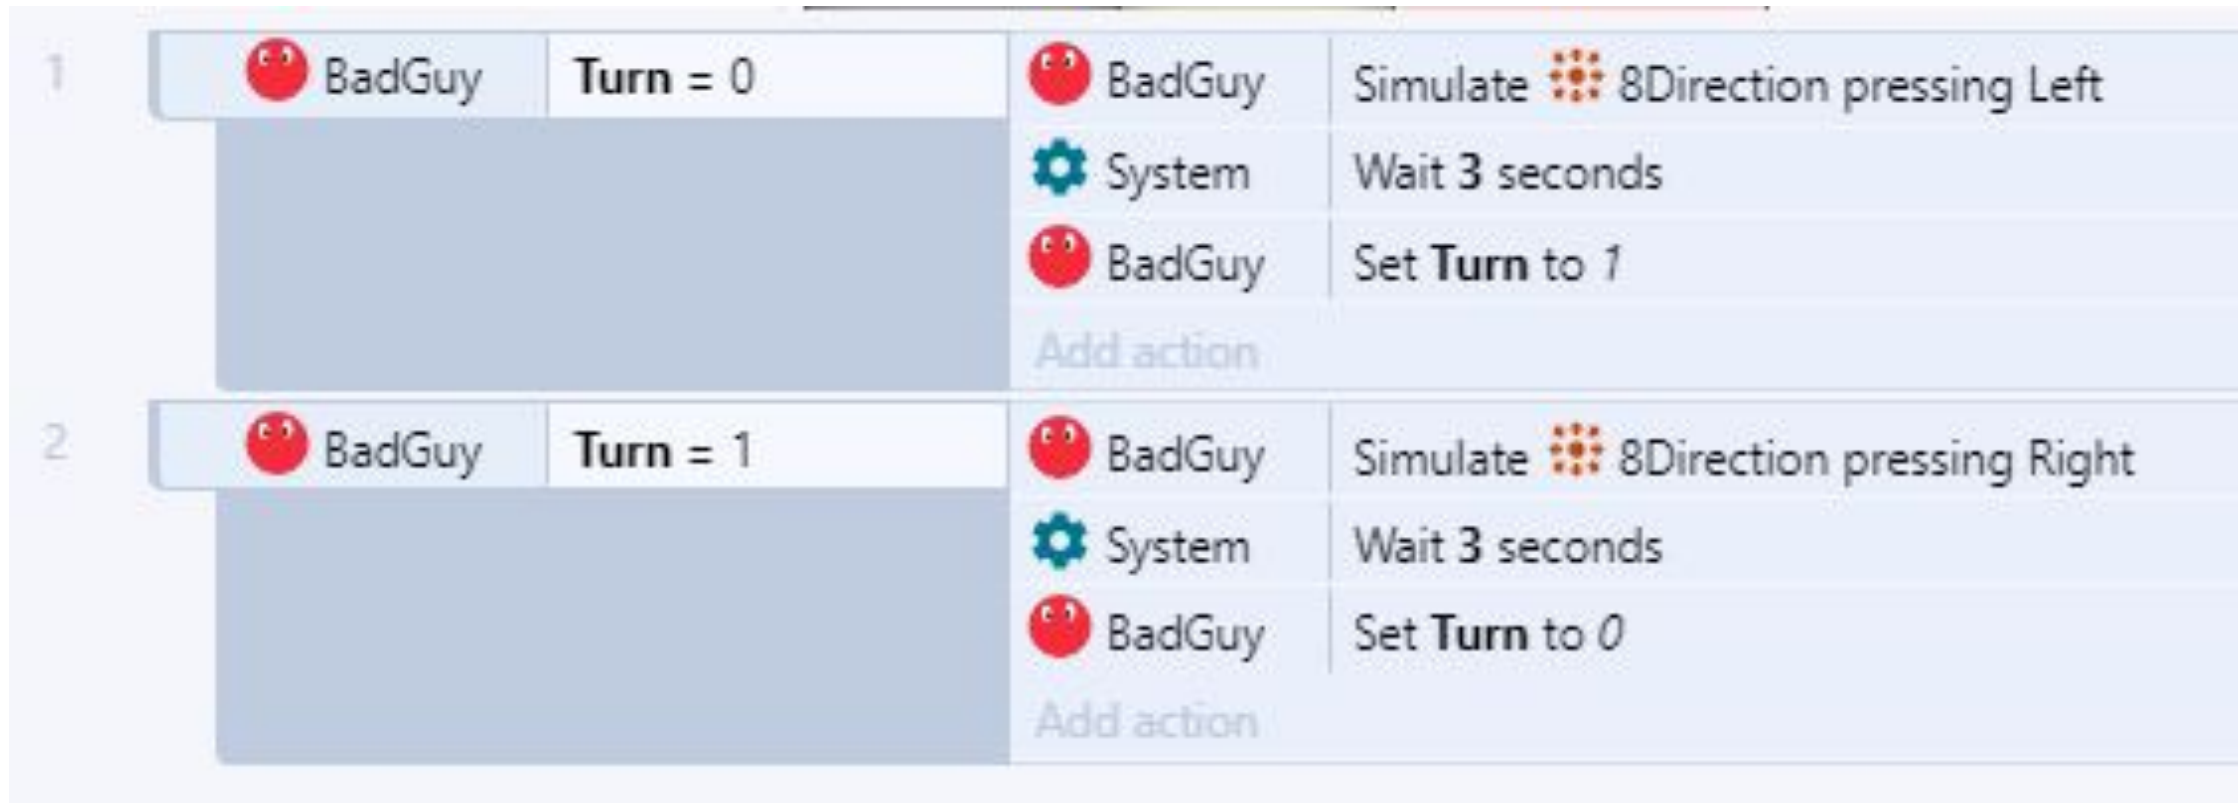 1 BadGuy Turn = 0 BadGuy Simulate 8Direction pressing Left
System Wait 3 seconds
BadGuy Set Turn to 1
Add action
2 BadGuy Turn = 1 BadGuy Simulate 8Direction pressing Right
System Wait 3 seconds
BadGuy Set Turn to 0
Add action